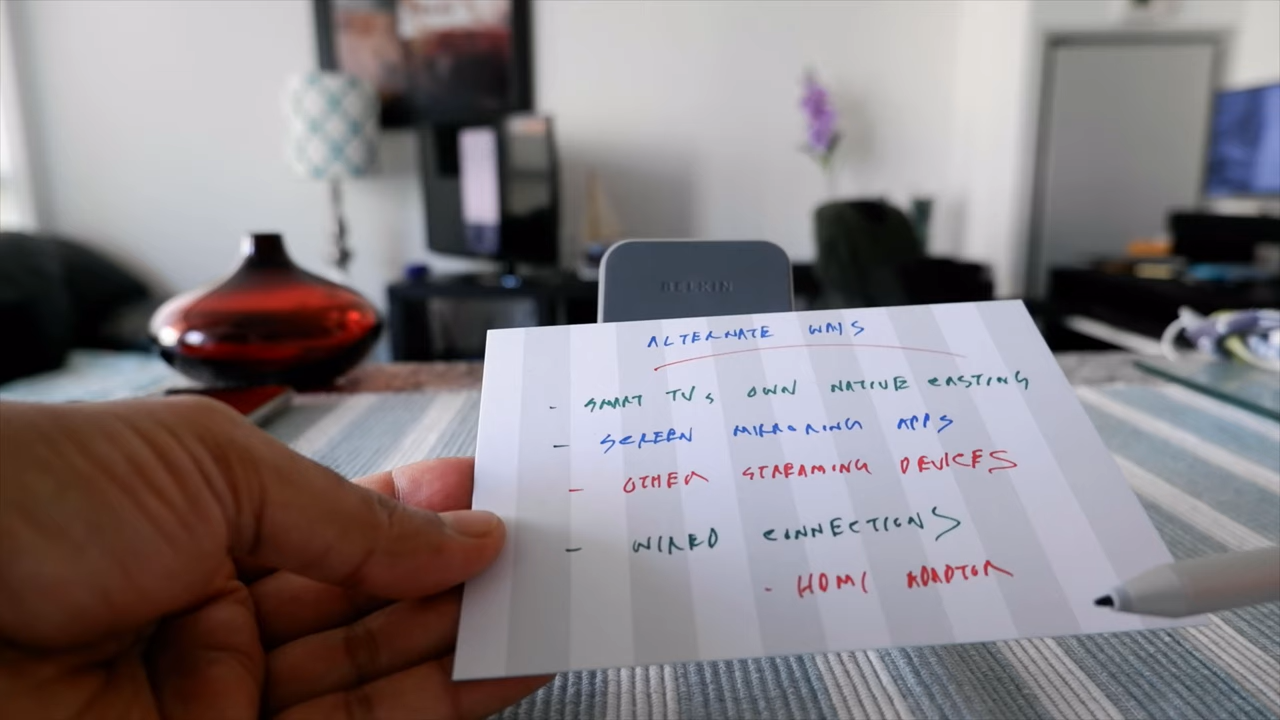 BELKIN
ALTERNATE WAYS
- SMART TVs OWN NATIVE CASTING
- SCREEN MIRRORING APPS
- OTHER STREAMING DEVICES
- WIRED CONNECTIONS
- HDMI ADAPTOR